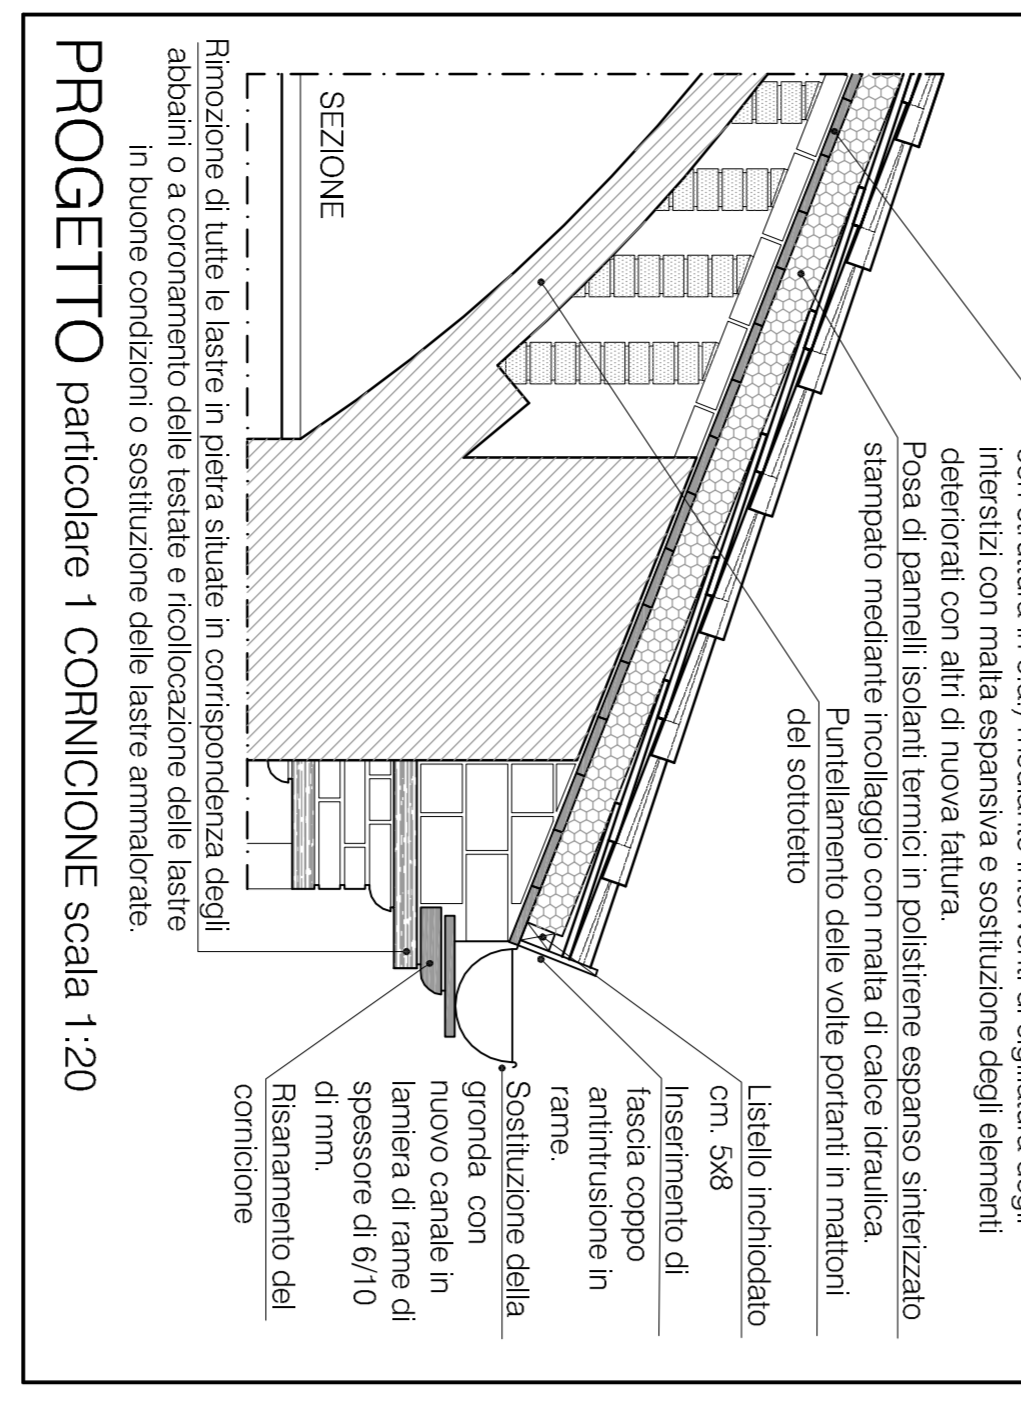 interstizi con malta espansiva e sostituzione degli elementi
deteriorati con altri di nuova fattura.
Posa di pannelli isolanti termici in polistirene espanso sinterizzato
stampato mediante incollaggio con malta di calce idraulica.
Puntellamento delle volte portanti in mattoni
del sottotetto
Listello inchiodato
cm. 5x8
Inserimento di
fascia coppo
antintrusione in
rame.
Sostituzione della
gronda con
nuovo canale in
lamiera di rame di
spessore di 6/10
di mm.
Risanamento del
cornicione
SEZIONE
Rimozione di tutte le lastre in pietra situate in corrispondenza degli
abbaini o a coronamento delle testate e ricollocazione delle lastre
in buone condizioni o sostituzione delle lastre ammalorate.
PROGETTO particolare 1 CORNICIONE scala 1:20